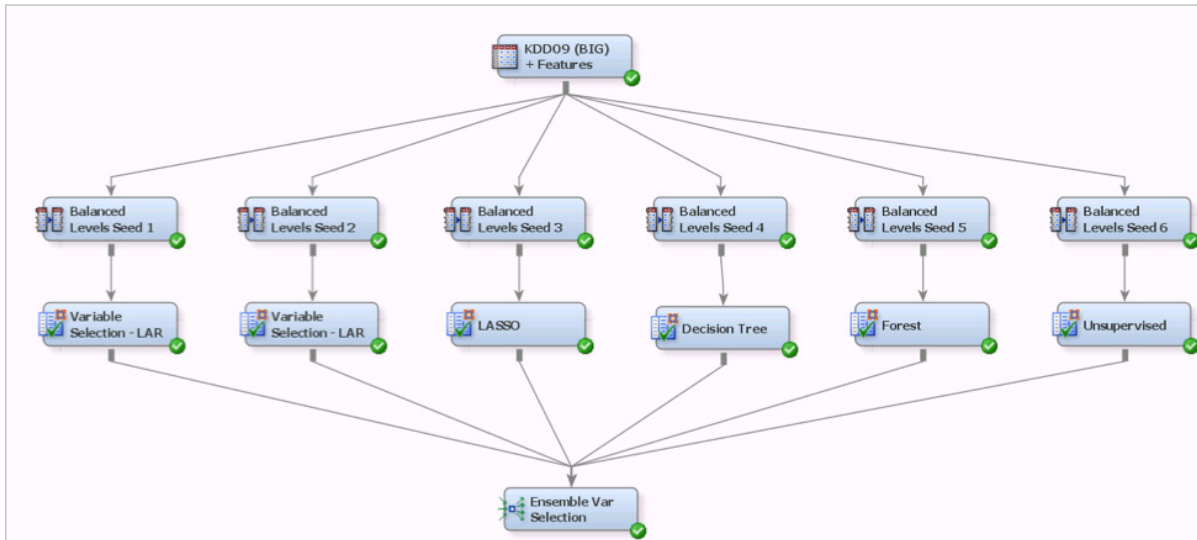 KDD09 (BIG)
+ Features
Balanced
Levels Seed 1
Balanced
Levels Seed 2
Balanced
Levels Seed 3
Balanced
Levels Seed 4
Balanced
Levels Seed 5
Balanced
Levels Seed 6
Variable
Selection - LAR
Variable
Selection - LAR
LASSO
Decision Tree
Forest
Unsupervised
Ensemble Var
Selection